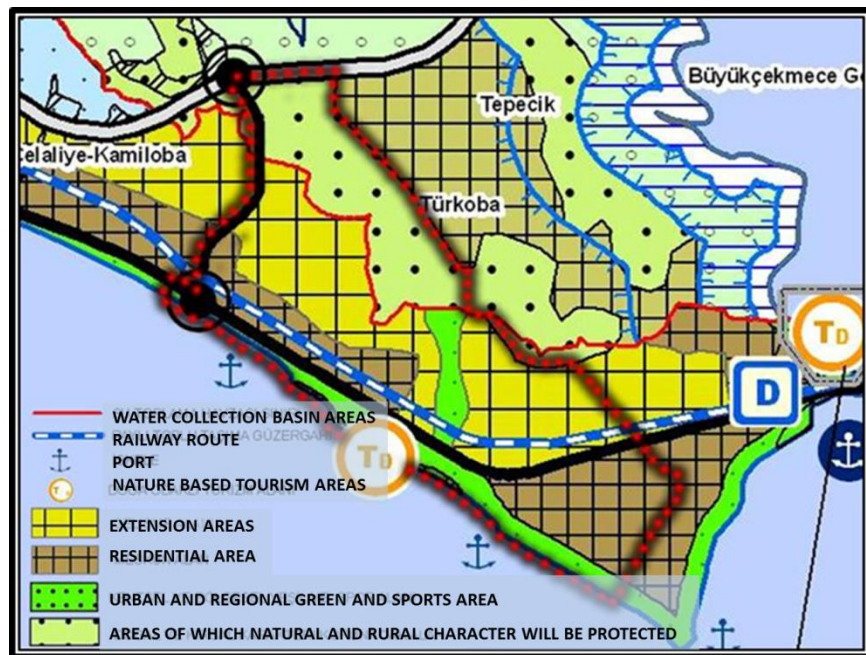 Büyükçekmece G
Tepecik
Celaliye-Kamiloba
Türkoba
TD
D
TD
WATER COLLECTION BASIN AREAS
RAILWAY ROUTE
PORT
NATURE BASED TOURISM AREAS
EXTENSION AREAS
RESIDENTIAL AREA
URBAN AND REGIONAL GREEN AND SPORTS AREA
AREAS OF WHICH NATURAL AND RURAL CHARACTER WILL BE PROTECTED